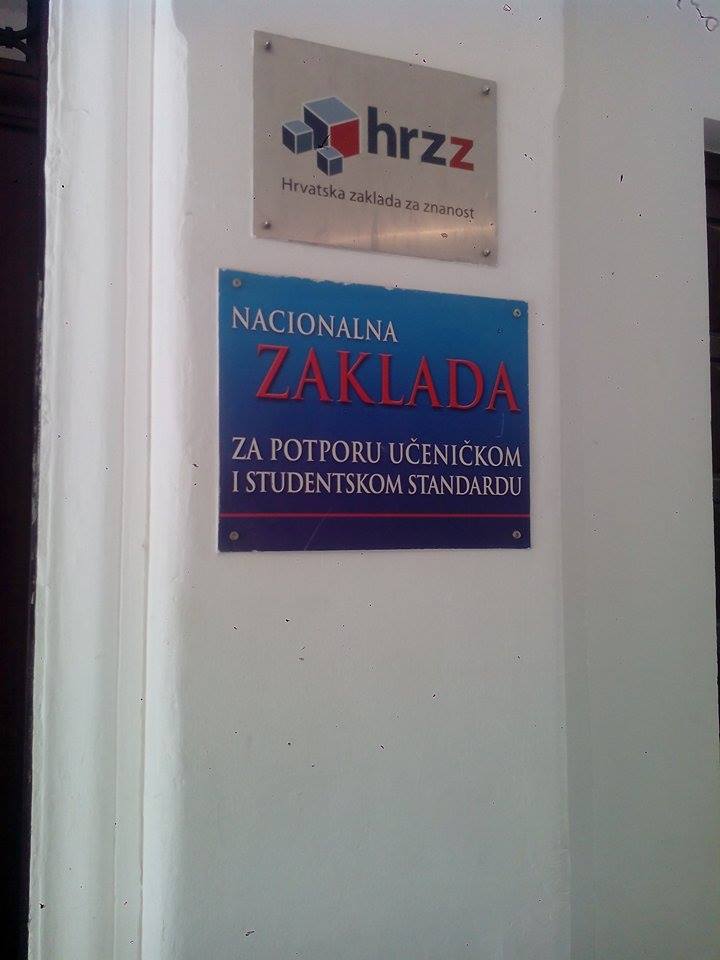 hrzz
Hrvatska zaklada za znanost
NACIONALNA
ZAKLADA
ZA POTPORU UČENIČKOM
I STUDENTSKOM STANDARDU